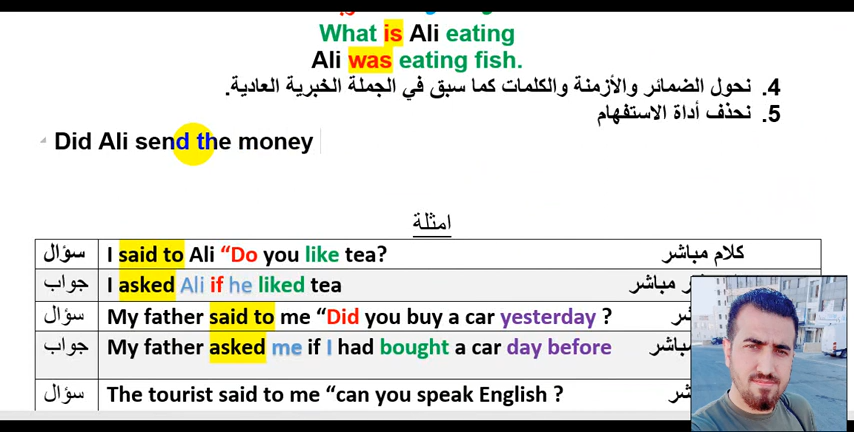 What is Ali eating
Ali was eating fish.
4. نحول الضمائر والأزمنة والكلمات كما سبق في الجملة الخبرية العادية.
5. نحذف أداة الاستفهام
Did Ali send the money
امثلة
سؤال I said to Ali “Do you like tea? كلام مباشر
جواب I asked Ali if he liked tea مباشر
سؤال My father said to me “Did you buy a car yesterday ?
جواب My father asked me if I had bought a car day before
سؤال The tourist said to me “can you speak English ?